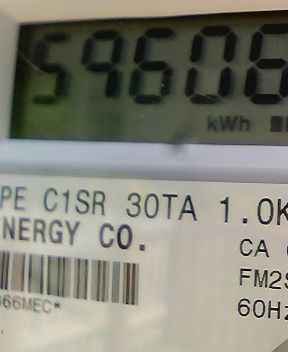 59606
kWh
PE C1SR 30TA 1.0K
NERGY CO.
CA
FM2S
66MEC*
60Hz